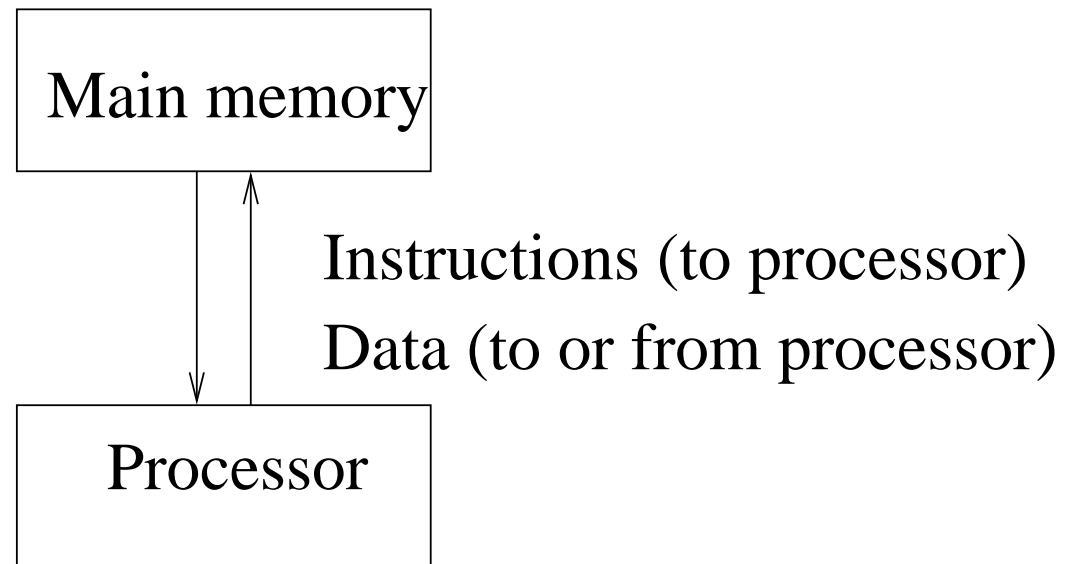 Main memory
Instructions (to processor)
Data (to or from processor)
Processor